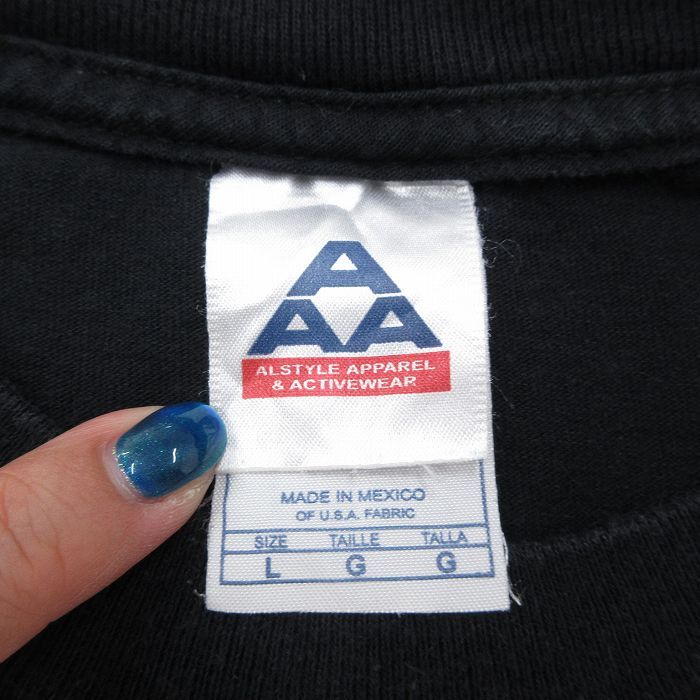 A
AA
ALSTYLE APPAREL
& ACTIVEWEAR
MADE IN MEXICO
OF U.S.A. FABRIC
SIZE TAILLE TALLA
L G G